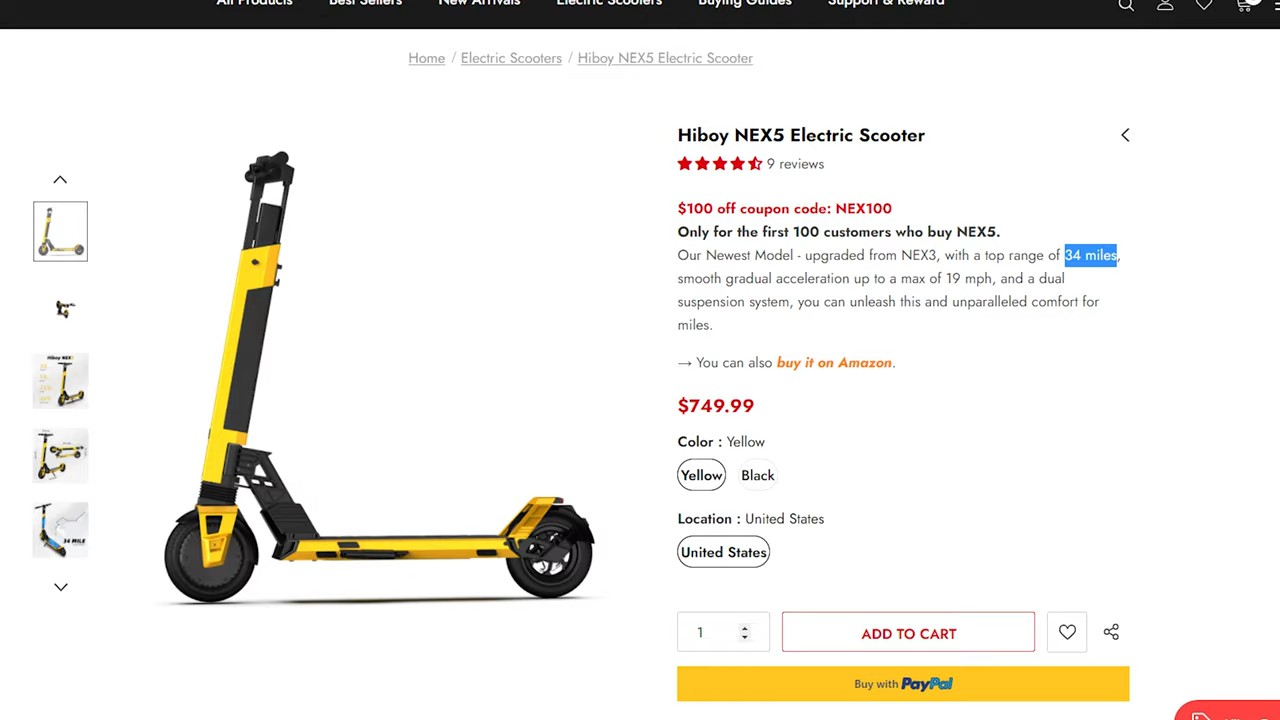 All Products Best Sellers New Arrivals Electric Scooters Buying Guides Support & Reward
Home / Electric Scooters / Hiboy NEX5 Electric Scooter
Hiboy NEX5 Electric Scooter
9 reviews
$100 off coupon code: NEX100
Only for the first 100 customers who buy NEX5.
Our Newest Model - upgraded from NEX3, with a top range of 34 miles,
smooth gradual acceleration up to a max of 19 mph, and a dual
suspension system, you can unleash this and unparalleled comfort for
miles.
→ You can also buy it on Amazon.
$749.99
Color : Yellow
Yellow Black
Location : United States
United States
1 ADD TO CART
Buy with PayPal
34 MILE